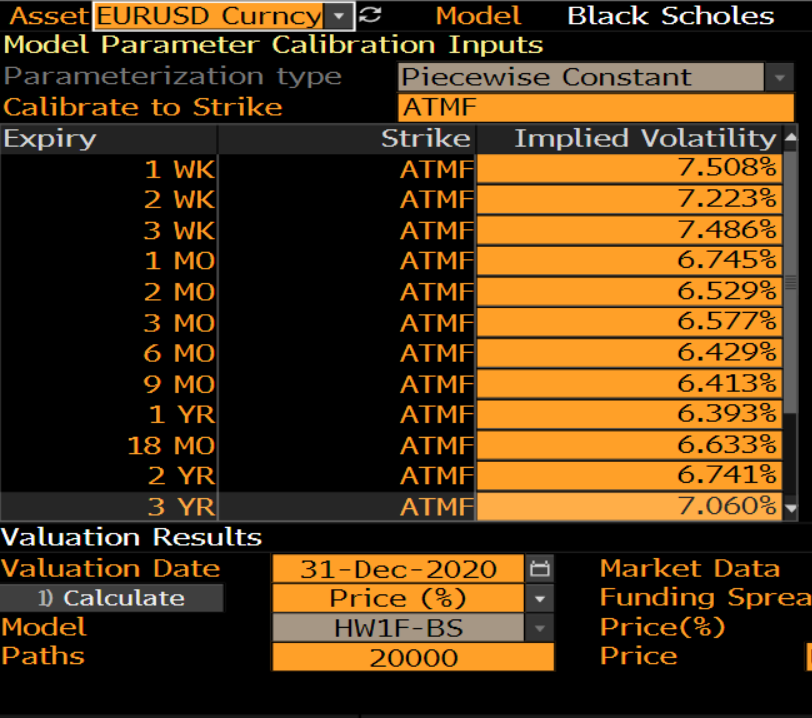 Asset EURUSD Curncy Model Black Scholes
Model Parameter Calibration Inputs
Parameterization type Piecewise Constant
Calibrate to Strike ATMF
Expiry Strike Implied Volatility
1 WK ATMF 7.508%
2 WK ATMF 7.223%
3 WK ATMF 7.486%
1 MO ATMF 6.745%
2 MO ATMF 6.529%
3 MO ATMF 6.577%
6 MO ATMF 6.429%
9 MO ATMF 6.413%
1 YR ATMF 6.393%
18 MO ATMF 6.633%
2 YR ATMF 6.741%
3 YR ATMF 7.060%
Valuation Results
Valuation Date 31-Dec-2020 Market Data
1) Calculate Price (%) Funding Sprea
Model HW1F-BS Price(%)
Paths 20000 Price